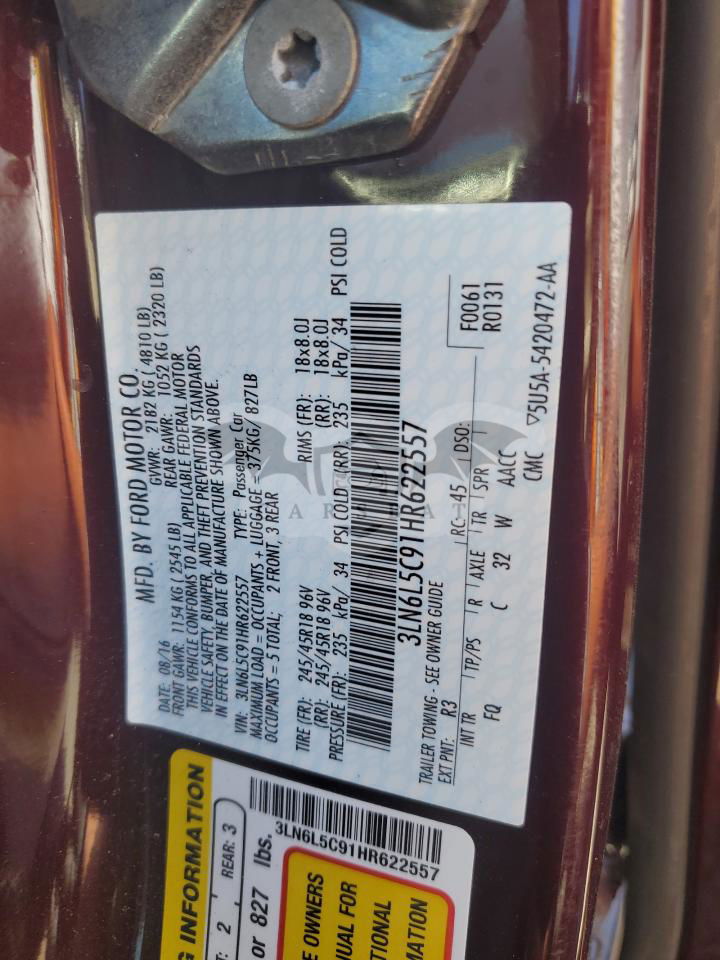 MFD. BY FORD MOTOR CO.
DATE: 08/16 GVWR: 2182 KG ( 4810 LB)
FRONT GAWR: 1154 KG ( 2545 LB) REAR GAWR: 1052 KG ( 2320 LB)
THIS VEHICLE CONFORMS TO ALL APPLICABLE FEDERAL MOTOR
VEHICLE SAFETY, BUMPER, AND THEFT PREVENTION STANDARDS
IN EFFECT ON THE DATE OF MANUFACTURE SHOWN ABOVE.
VIN: 3LN6L5C91HR622557 TYPE: Passenger Car
MAXIMUM LOAD = OCCUPANTS + LUGGAGE = 375KG/ 827LB
OCCUPANTS = 5 TOTAL: 2 FRONT, 3 REAR
TIRE (FR): 245/45R18 96V RIMS (FR): 18x8.0J
(RR): 245/45R18 96V (RR): 18x8.0J
PRESSURE (FR): 235 kPa/ 34 PSI COLD (RR): 235 kPa/ 34 PSI COLD
3LN6L5C91HR622557
TRAILER TOWING - SEE OWNER GUIDE
EXT PNT: R3 RC: 45 DSO: F0061
R0131
INT TR TP/PS R AXLE TR SPR
FQ C 32 W AACC
CMC ▽5U5A-5420472-AA
G INFORMATION
T: 2 REAR: 3
or 827 lbs.
3LN6L5C91HR622557
E OWNERS
UAL FOR
TIONAL
RMATION